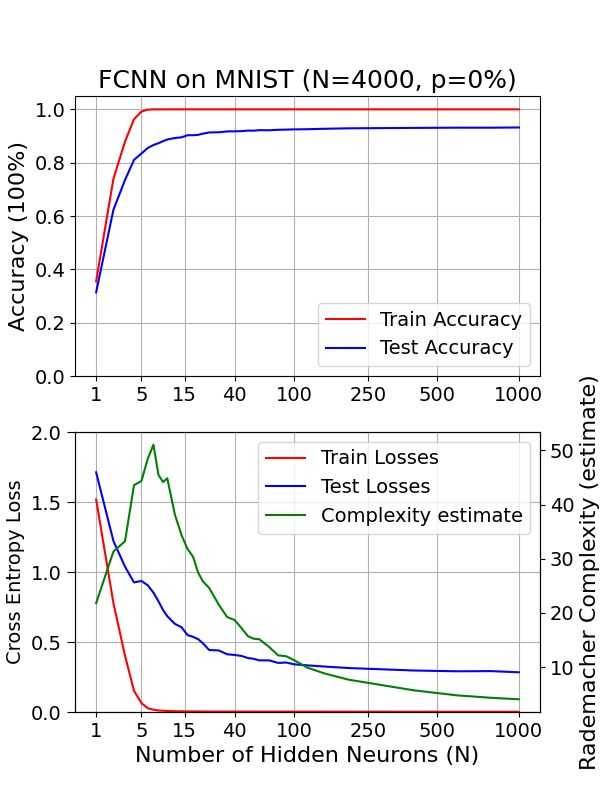 FCNN on MNIST (N=4000, p=0%)
Accuracy (100%)
1.0
0.8
0.6
0.4
0.2
0.0
Train Accuracy
Test Accuracy
1 5 15 40 100 250 500 1000
Cross Entropy Loss
2.0
1.5
1.0
0.5
0.0
Train Losses
Test Losses
Complexity estimate
50
40
30
20
10
Rademacher Complexity (estimate)
1 5 15 40 100 250 500 1000
Number of Hidden Neurons (N)